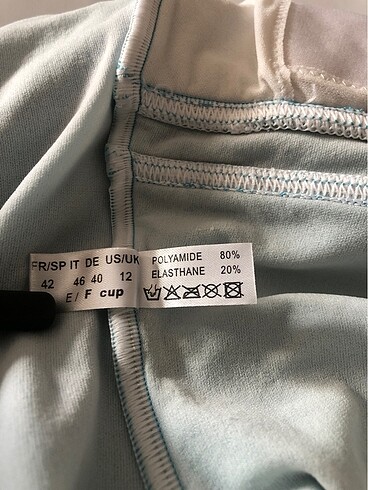 FR/SP IT DE US/UK
42 46 40 12
E / F cup
POLYAMIDE 80%
ELASTHANE 20%